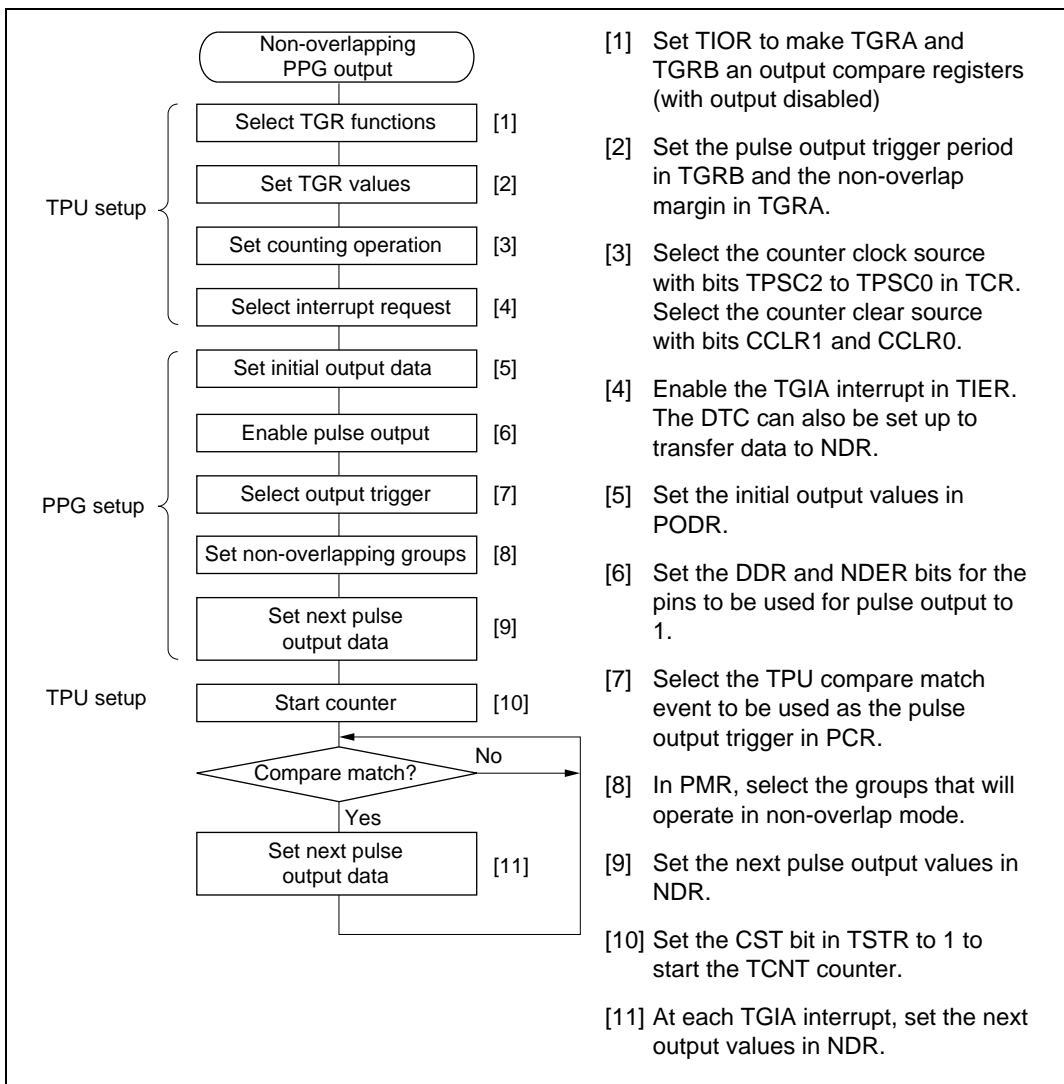 Non-overlapping
PPG output
TPU setup
Select TGR functions [1]
Set TGR values [2]
Set counting operation [3]
Select interrupt request [4]
PPG setup
Set initial output data [5]
Enable pulse output [6]
Select output trigger [7]
Set non-overlapping groups [8]
Set next pulse
output data [9]
TPU setup
Start counter [10]
Compare match?
No
Yes
Set next pulse
output data [11]
[1] Set TIOR to make TGRA and
TGRB an output compare registers
(with output disabled)
[2] Set the pulse output trigger period
in TGRB and the non-overlap
margin in TGRA.
[3] Select the counter clock source
with bits TPSC2 to TPSC0 in TCR.
Select the counter clear source
with bits CCLR1 and CCLR0.
[4] Enable the TGIA interrupt in TIER.
The DTC can also be set up to
transfer data to NDR.
[5] Set the initial output values in
PODR.
[6] Set the DDR and NDER bits for the
pins to be used for pulse output to
1.
[7] Select the TPU compare match
event to be used as the pulse
output trigger in PCR.
[8] In PMR, select the groups that will
operate in non-overlap mode.
[9] Set the next pulse output values in
NDR.
[10] Set the CST bit in TSTR to 1 to
start the TCNT counter.
[11] At each TGIA interrupt, set the next
output values in NDR.